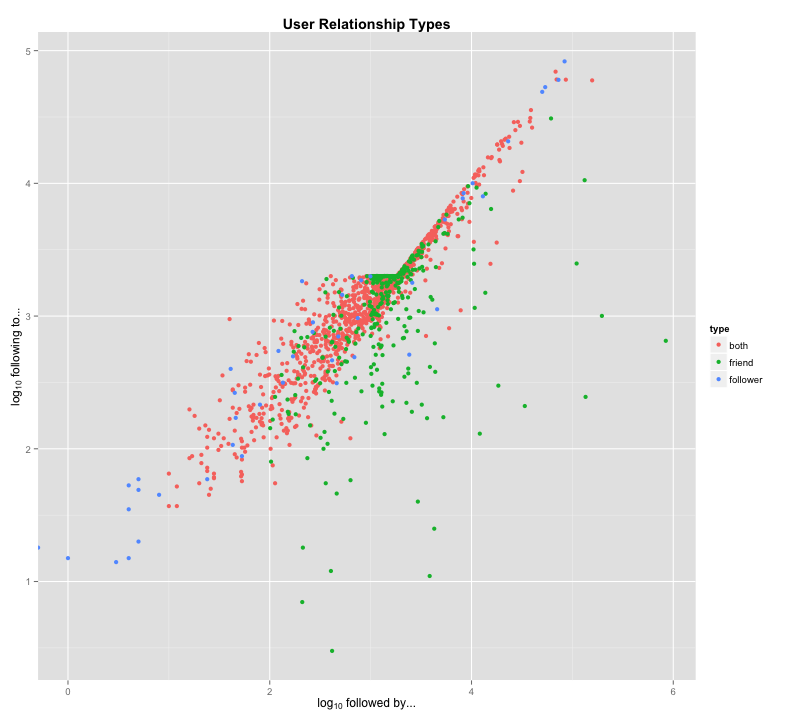 User Relationship Types
5
4
3
2
1
log10 following to...
0 2 4 6
log10 followed by...
type
both
friend
follower